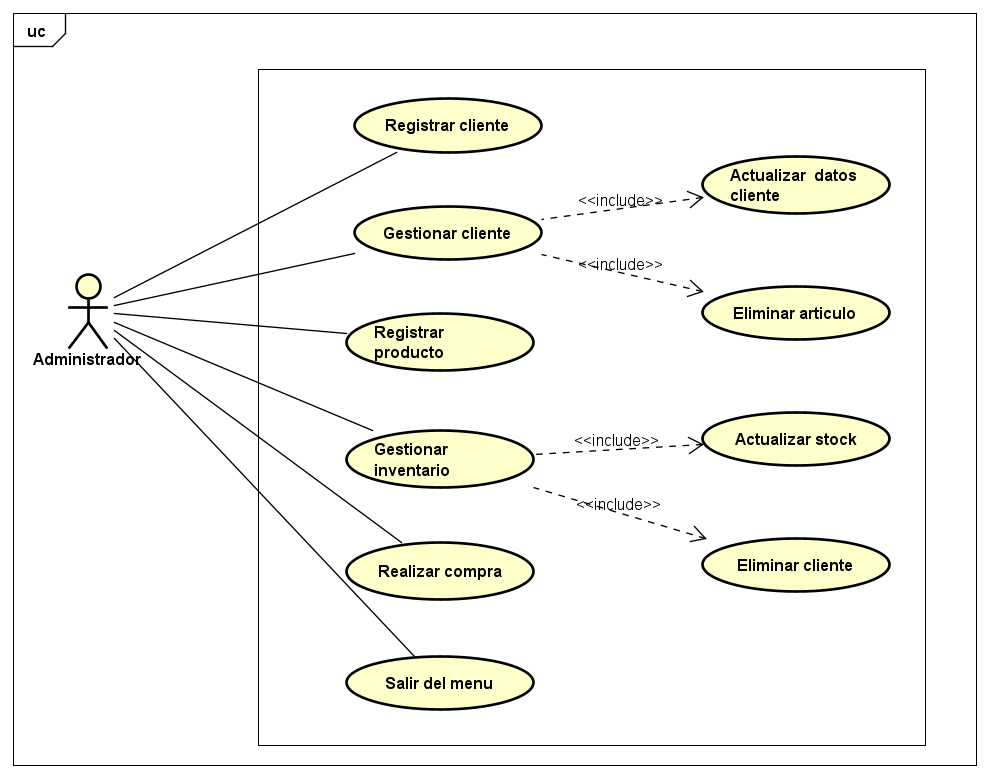 uc
Registrar cliente
Actualizar  datos
cliente
<<include>>
Gestionar cliente
<<include>>
Eliminar articulo
Registrar
producto
Administrador
Gestionar
inventario
<<include>>
Actualizar stock
<<include>>
Eliminar cliente
Realizar compra
Salir del menu